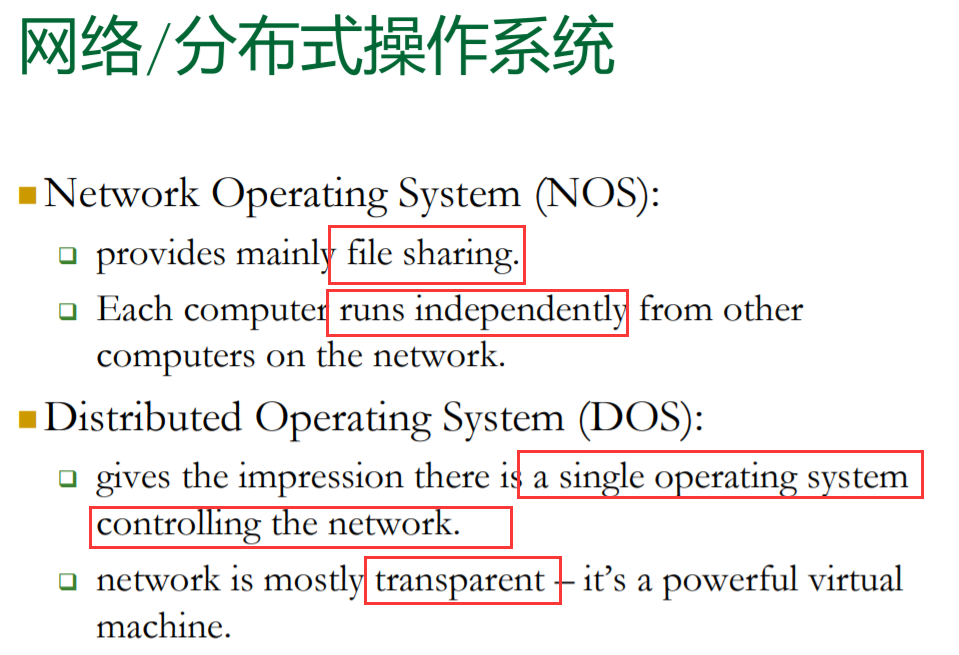 网络/分布式操作系统
Network Operating System (NOS):
provides mainly file sharing.
Each computer runs independently from other
computers on the network.
Distributed Operating System (DOS):
gives the impression there is a single operating system
controlling the network.
network is mostly transparent – it’s a powerful virtual
machine.